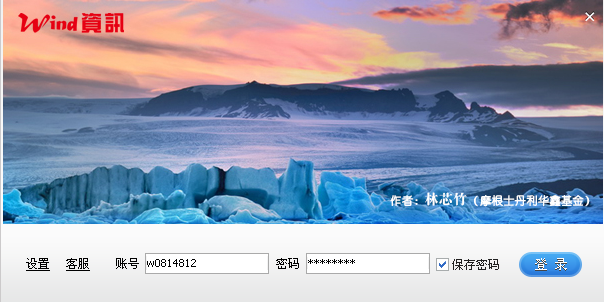 Wind資訊
作者：林芯竹（摩根士丹利华鑫基金）
设置 客服 账号 w0814812 密码 ******** 保存密码 登 录